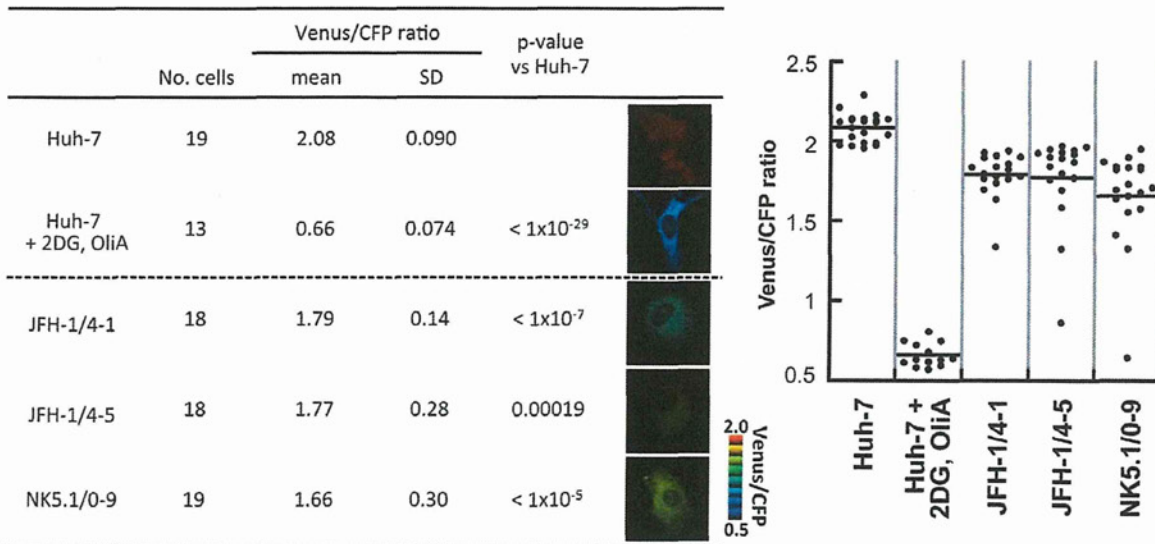 Venus/CFP ratio
p-value
vs Huh-7
No. cells mean SD
Huh-7 19 2.08 0.090
Huh-7
+ 2DG, OliA 13 0.66 0.074 < 1x10⁻²⁹
JFH-1/4-1 18 1.79 0.14 < 1x10⁻⁷
JFH-1/4-5 18 1.77 0.28 0.00019
NK5.1/0-9 19 1.66 0.30 < 1x10⁻⁵
2.0
0.5
Venus/CFP
Venus/CFP ratio
2.5
2
1.5
1
0.5
Huh-7
Huh-7 +
2DG, OliA
JFH-1/4-1
JFH-1/4-5
NK5.1/0-9